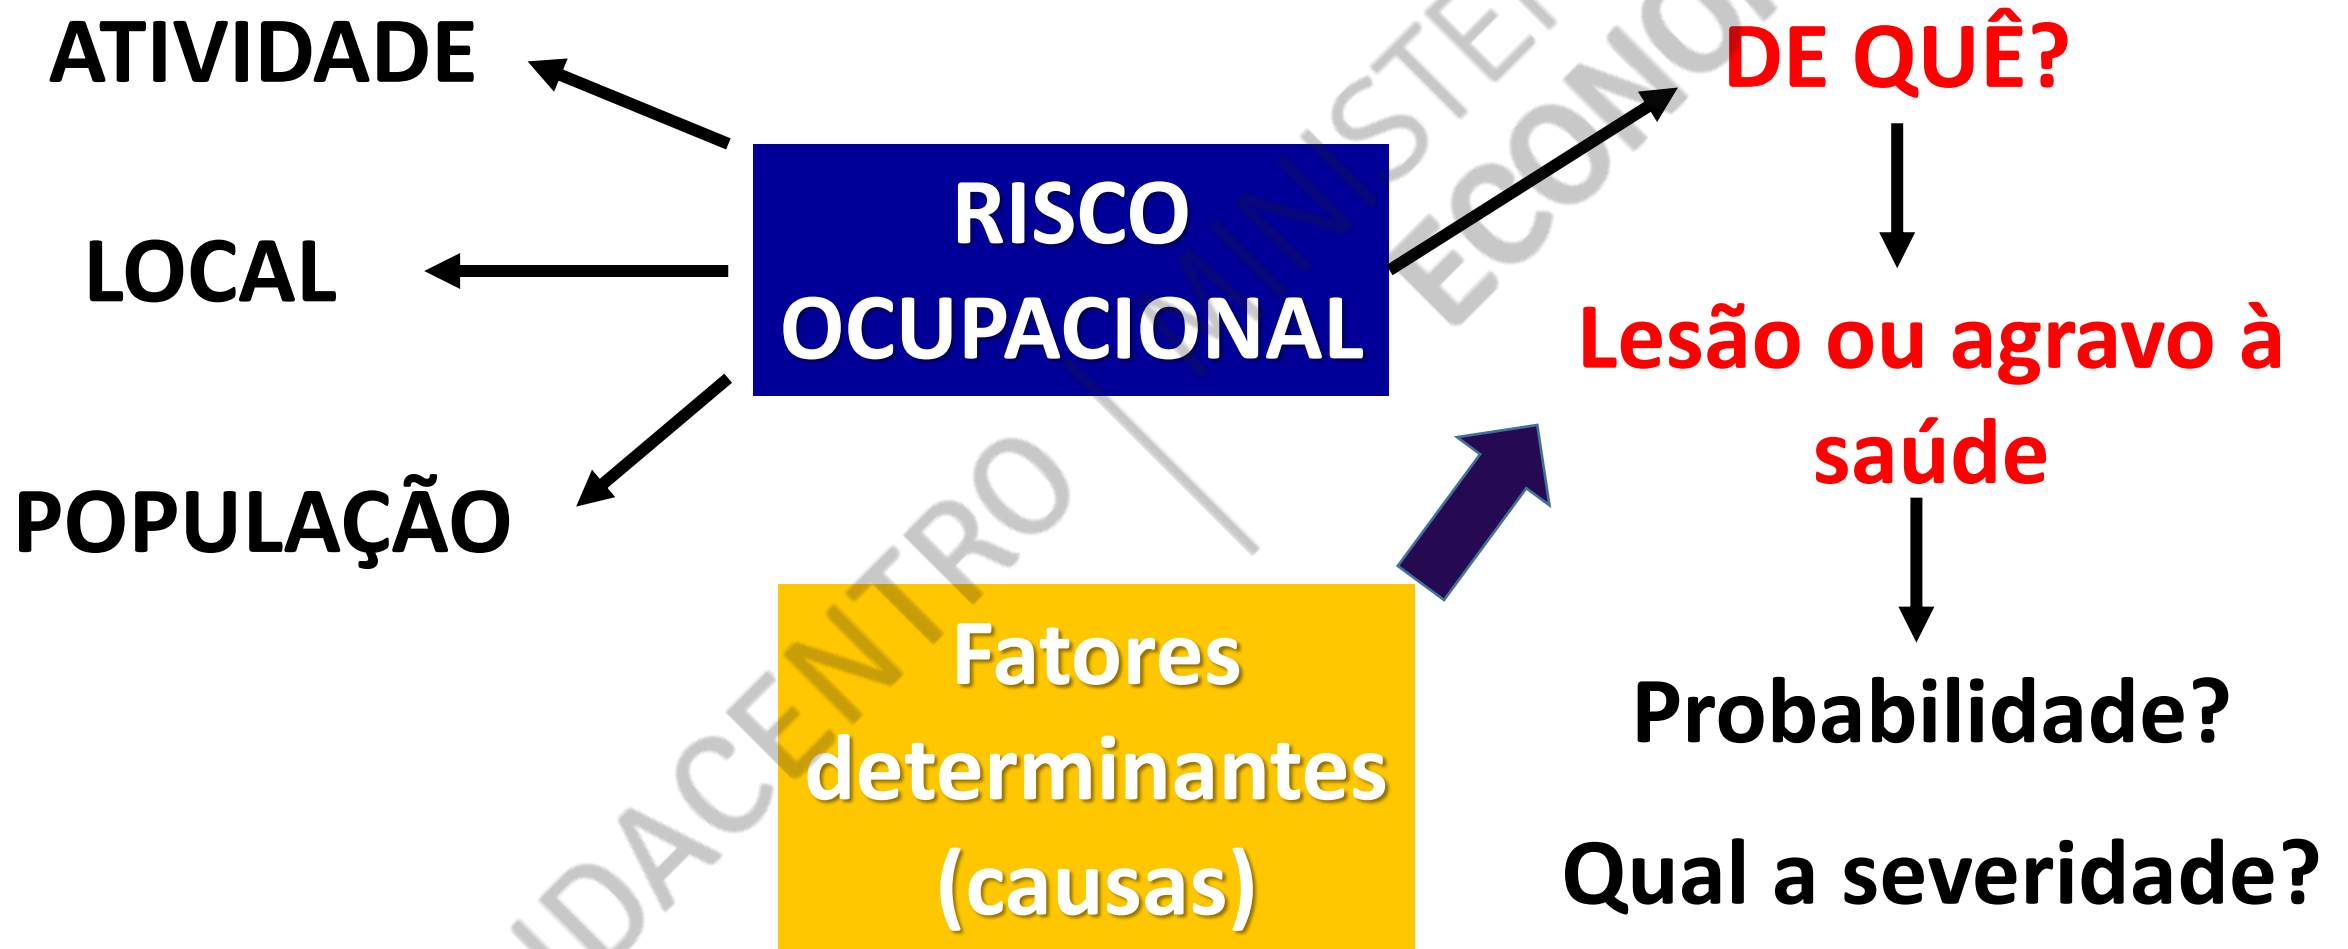 ATIVIDADE
LOCAL
POPULAÇÃO
RISCO
OCUPACIONAL
Fatores
determinantes
(causas)
DE QUÊ?
Lesão ou agravo à
saúde
Probabilidade?
Qual a severidade?